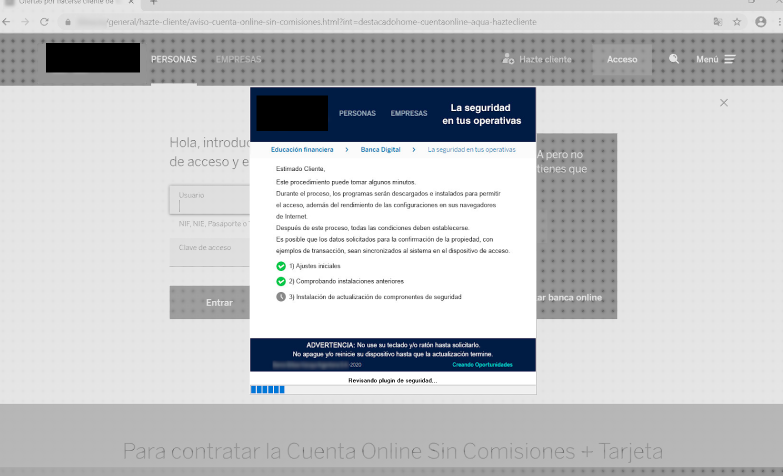 Ofertas por hacerse cliente de
/general/hazte-cliente/aviso-cuenta-online-sin-comisiones.html?int=destacadohome-cuentaonline-aqua-haztecliente
PERSONAS EMPRESAS Hazte cliente Acceso Menú
Hola, introduc
de acceso y e
Usuario
NIF, NIE, Pasaporte o
Clave de acceso
Entrar
PERSONAS EMPRESAS
La seguridad
en tus operativas
Educación financiera > Banca Digital > La seguridad en tus operativas
Estimado Cliente,
Este procedimiento puede tomar algunos minutos.
Durante el proceso, los programas serán descargados e instalados para permitir
el acceso, además del rendimiento de las configuraciones en sus navegadores
de Internet.
Después de este proceso, todas las condiciones deben establecerse.
Es posible que los datos solicitados para la confirmación de la propiedad, con
ejemplos de transacción, sean sincronizados al sistema en el dispositivo de acceso.
1) Ajustes iniciales
2) Comprobando instalaciones anteriores
3) Instalación de actualización de componentes de seguridad
ADVERTENCIA: No use su teclado y/o ratón hasta solicitarlo.
No apague y/o reinicie su dispositivo hasta que la actualización termine.
-2020
Creando Oportunidades
Revisando plugin de seguridad...
A pero no
tienes que
ar banca online
Para contratar la Cuenta Online Sin Comisiones + Tarjeta